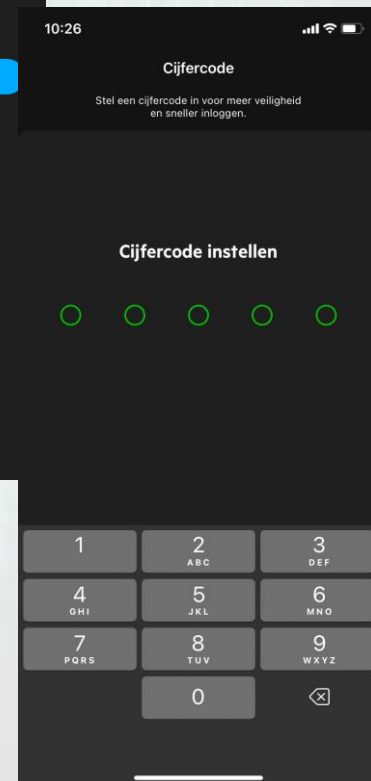 10:26
Cijfercode
Stel een cijfercode in voor meer veiligheid
en sneller inloggen.
Cijfercode instellen
1
2
ABC
3
DEF
4
GHI
5
JKL
6
MNO
7
PQRS
8
TUV
9
WXYZ
0